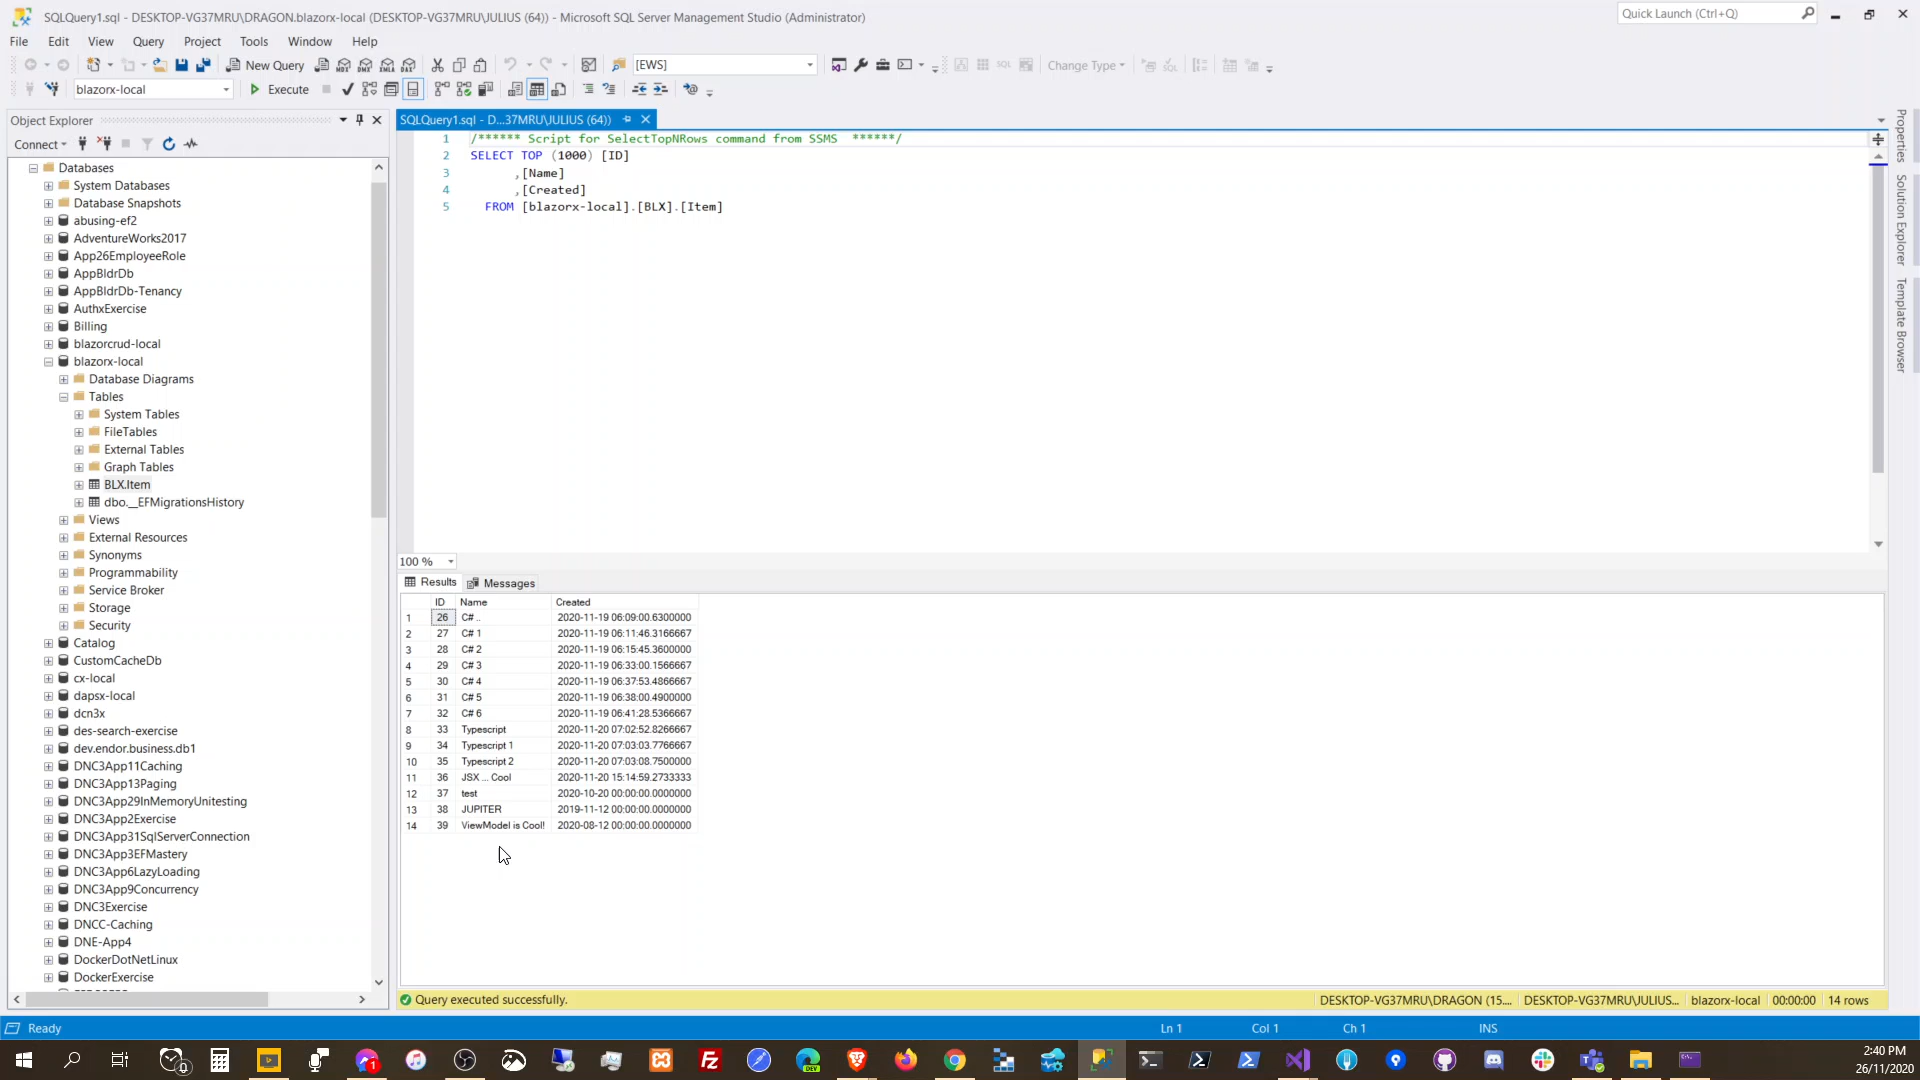 SQLQuery1.sql - DESKTOP-VG37MRU\DRAGON.blazorx-local (DESKTOP-VG37MRU\JULIUS (64)) - Microsoft SQL Server Management Studio (Administrator)
Quick Launch (Ctrl+Q)
File Edit View Query Project Tools Window Help
New Query
MDX DMX XMLA DAX
[EWS]
SQL
Change Type
blazorx-local
Execute
Object Explorer
SQLQuery1.sql - D...37MRU\JULIUS (64))
Connect
Databases
System Databases
Database Snapshots
abusing-ef2
AdventureWorks2017
App26EmployeeRole
AppBldrDb
AppBldrDb-Tenancy
AuthxExercise
Billing
blazorcrud-local
blazorx-local
Database Diagrams
Tables
System Tables
FileTables
External Tables
Graph Tables
BLX.Item
dbo.__EFMigrationsHistory
Views
External Resources
Synonyms
Programmability
Service Broker
Storage
Security
Catalog
CustomCacheDb
cx-local
dapsx-local
dcn3x
des-search-exercise
dev.endor.business.db1
DNC3App11Caching
DNC3App13Paging
DNC3App29InMemoryUnitesting
DNC3App2Exercise
DNC3App31SqlServerConnection
DNC3App3EFMastery
DNC3App6LazyLoading
DNC3App9Concurrency
DNC3Exercise
DNCC-Caching
DNE-App4
DockerDotNetLinux
DockerExercise
1 /****** Script for SelectTopNRows command from SSMS ******/
2 SELECT TOP (1000) [ID]
3 ,[Name]
4 ,[Created]
5 FROM [blazorx-local].[BLX].[Item]
Properties
Solution Explorer
Template Browser
100 %
Results Messages
ID Name Created
1 26 C# .. 2020-11-19 06:09:00.6300000
2 27 C# 1 2020-11-19 06:11:46.3166667
3 28 C# 2 2020-11-19 06:15:45.3600000
4 29 C# 3 2020-11-19 06:33:00.1566667
5 30 C# 4 2020-11-19 06:37:53.4866667
6 31 C# 5 2020-11-19 06:38:00.4900000
7 32 C# 6 2020-11-19 06:41:28.5366667
8 33 Typescript 2020-11-20 07:02:52.8266667
9 34 Typescript 1 2020-11-20 07:03:03.7766667
10 35 Typescript 2 2020-11-20 07:03:08.7500000
11 36 JSX ... Cool 2020-11-20 15:14:59.2733333
12 37 test 2020-10-20 00:00:00.0000000
13 38 JUPITER 2019-11-12 00:00:00.0000000
14 39 ViewModel is Cool! 2020-08-12 00:00:00.0000000
Query executed successfully.
DESKTOP-VG37MRU\DRAGON (15.... DESKTOP-VG37MRU\JULIUS... blazorx-local 00:00:00 14 rows
Ready
Ln 1 Col 1 Ch 1 INS
2:40 PM
26/11/2020